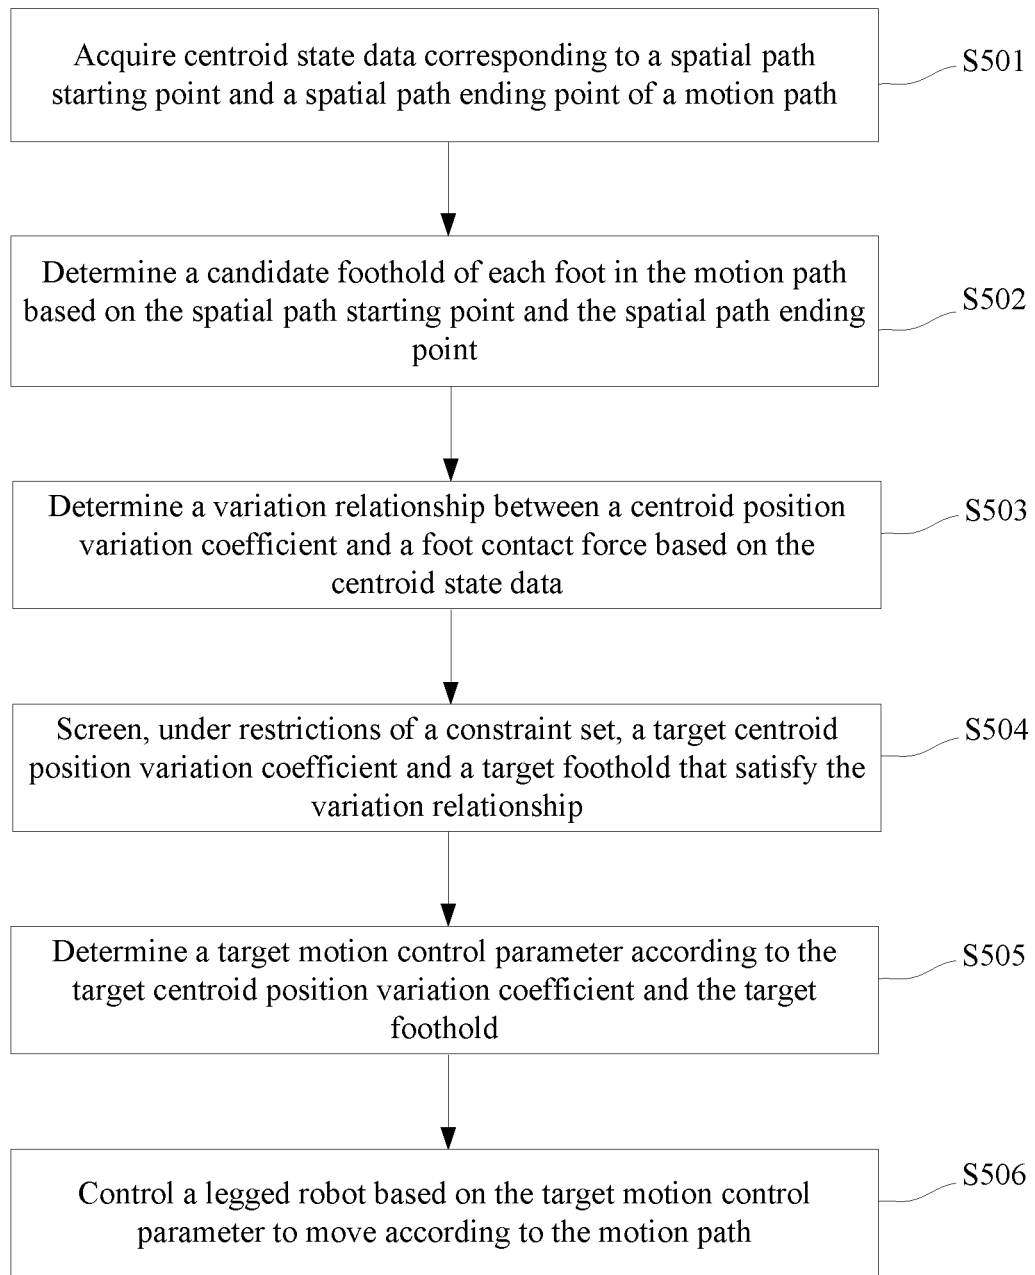 Acquire centroid state data corresponding to a spatial path
starting point and a spatial path ending point of a motion path
S501
Determine a candidate foothold of each foot in the motion path
based on the spatial path starting point and the spatial path ending
point
S502
Determine a variation relationship between a centroid position
variation coefficient and a foot contact force based on the
centroid state data
S503
Screen, under restrictions of a constraint set, a target centroid
position variation coefficient and a target foothold that satisfy the
variation relationship
S504
Determine a target motion control parameter according to the
target centroid position variation coefficient and the target
foothold
S505
Control a legged robot based on the target motion control
parameter to move according to the motion path
S506